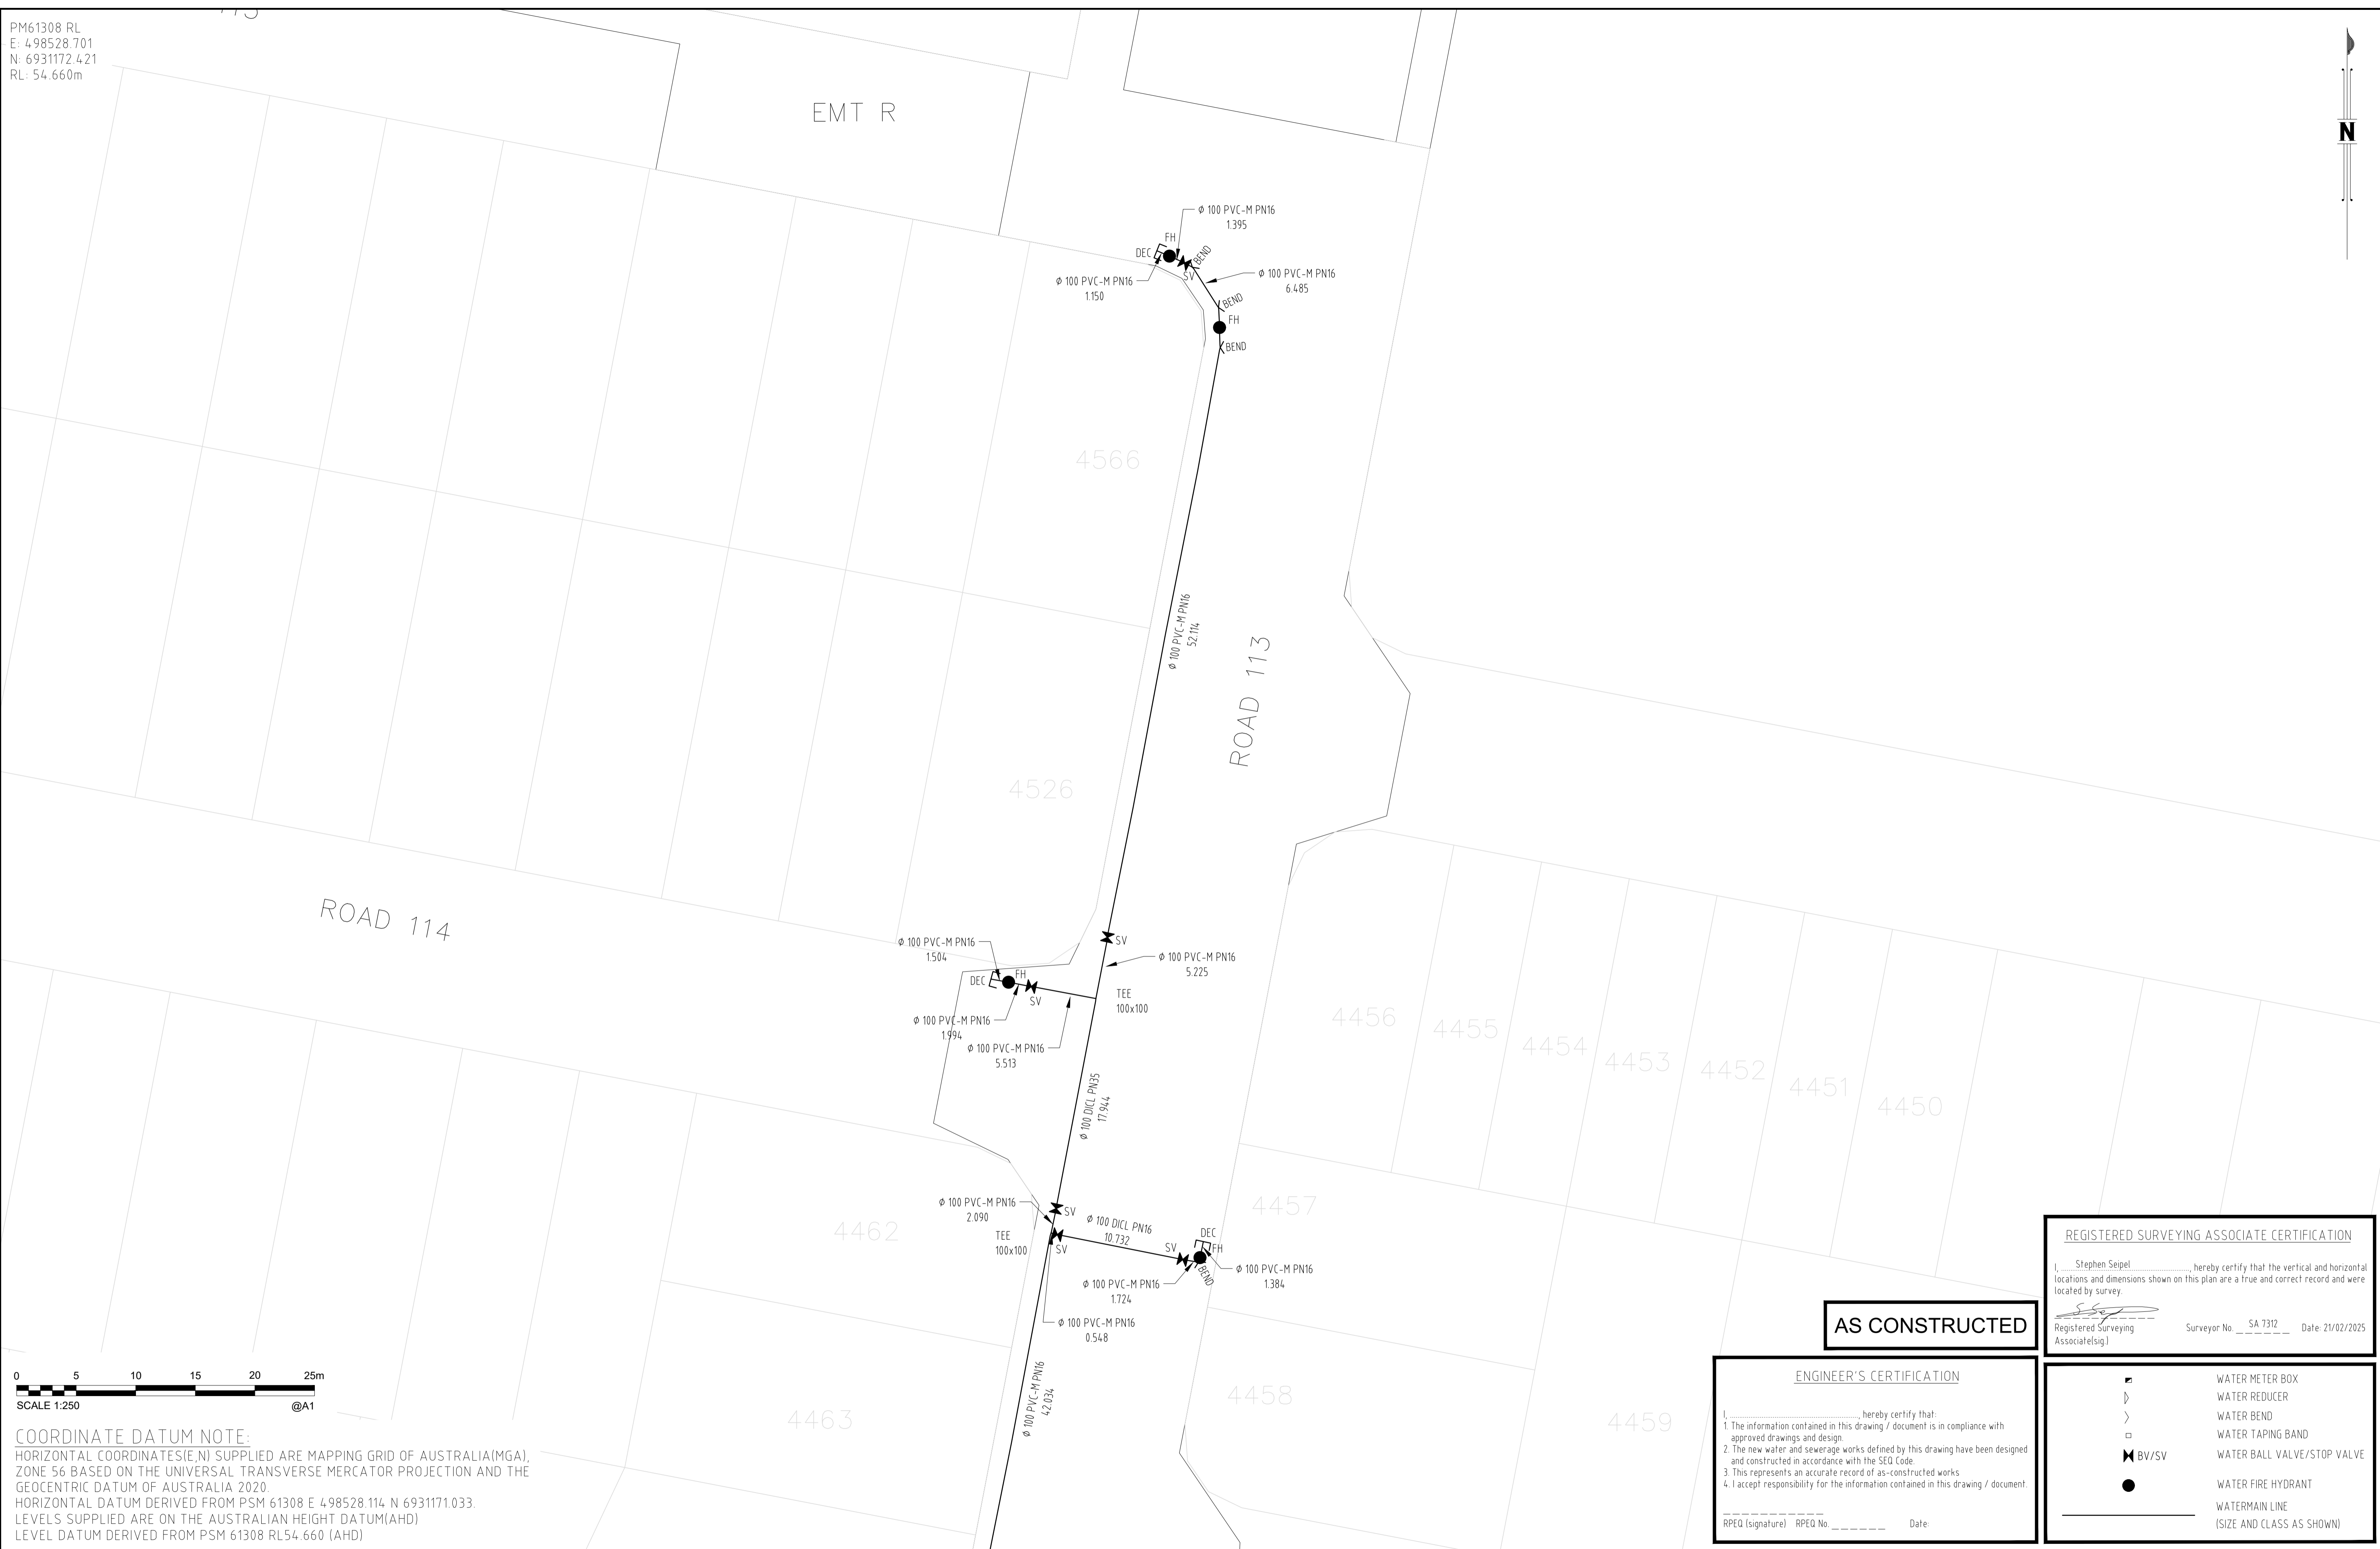 PM61308 RL
E: 498528.701
N: 6931172.421
RL: 54.660m
EMT R
N
Ø 100 PVC-M PN16
1.395
FH
DEC
BEND
SV
Ø 100 PVC-M PN16
1.150
Ø 100 PVC-M PN16
6.485
BEND
FH
BEND
4566
Ø 100 PVC-M PN16
52.114
ROAD 113
4526
ROAD 114
SV
Ø 100 PVC-M PN16
1.504
Ø 100 PVC-M PN16
5.225
DEC
FH
SV
TEE
100x100
Ø 100 PVC-M PN16
1.994
Ø 100 PVC-M PN16
5.513
4456
4455
4454
4453
4452
4451
4450
Ø 100 DICL PN35
17.944
Ø 100 PVC-M PN16
2.090
SV
4462
TEE
100x100
SV
Ø 100 DICL PN16
10.732
SV
DEC
FH
BEND
4457
Ø 100 PVC-M PN16
1.384
Ø 100 PVC-M PN16
1.724
Ø 100 PVC-M PN16
0.548
Ø 100 PVC-M PN16
42.034
4463
4458
4459
0 5 10 15 20 25m
SCALE 1:250 @A1
COORDINATE DATUM NOTE:
HORIZONTAL COORDINATES(E,N) SUPPLIED ARE MAPPING GRID OF AUSTRALIA(MGA),
ZONE 56 BASED ON THE UNIVERSAL TRANSVERSE MERCATOR PROJECTION AND THE
GEOCENTRIC DATUM OF AUSTRALIA 2020.
HORIZONTAL DATUM DERIVED FROM PSM 61308 E 498528.114 N 6931171.033.
LEVELS SUPPLIED ARE ON THE AUSTRALIAN HEIGHT DATUM(AHD)
LEVEL DATUM DERIVED FROM PSM 61308 RL54.660 (AHD)
AS CONSTRUCTED
ENGINEER'S CERTIFICATION
I, ........................................, hereby certify that:
1. The information contained in this drawing / document is in compliance with
approved drawings and design.
2. The new water and sewerage works defined by this drawing have been designed
and constructed in accordance with the SEQ Code.
3. This represents an accurate record of as-constructed works
4. I accept responsibility for the information contained in this drawing / document.
RPEQ (signature) RPEQ No. _ _ _ _ _ _ Date:
REGISTERED SURVEYING ASSOCIATE CERTIFICATION
I, Stephen Seipel, hereby certify that the vertical and horizontal
locations and dimensions shown on this plan are a true and correct record and were
located by survey.
Registered Surveying Surveyor No. SA 7312 Date: 21/02/2025
Associate(sig.)
WATER METER BOX
WATER REDUCER
WATER BEND
WATER TAPING BAND
BV/SV WATER BALL VALVE/STOP VALVE
WATER FIRE HYDRANT
WATERMAIN LINE
(SIZE AND CLASS AS SHOWN)